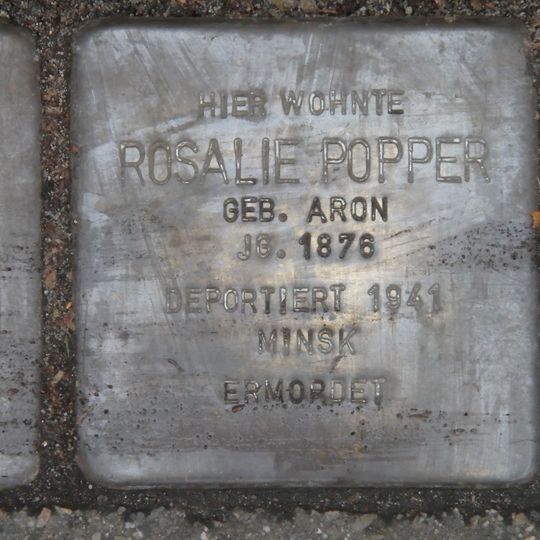 HIER WOHNTE
ROSALIE POPPER
GEB. ARON
JG. 1876
DEPORTIERT 1941
MINSK
ERMORDET